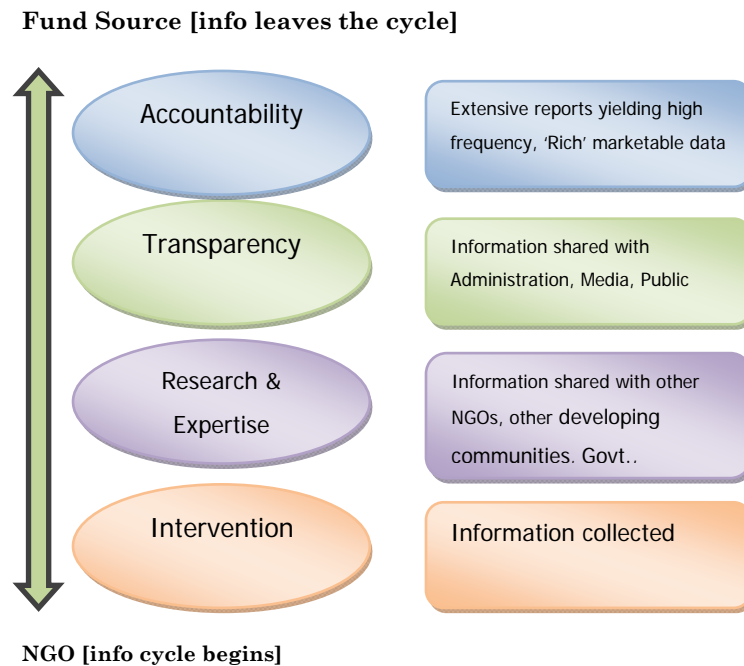 Fund Source [info leaves the cycle]
Accountability
Extensive reports yielding high
frequency, ‘Rich’ marketable data
Transparency
Information shared with
Administration, Media, Public
Research &
Expertise
Information shared with other
NGOs, other developing
communities. Govt..
Intervention
Information collected
NGO [info cycle begins]